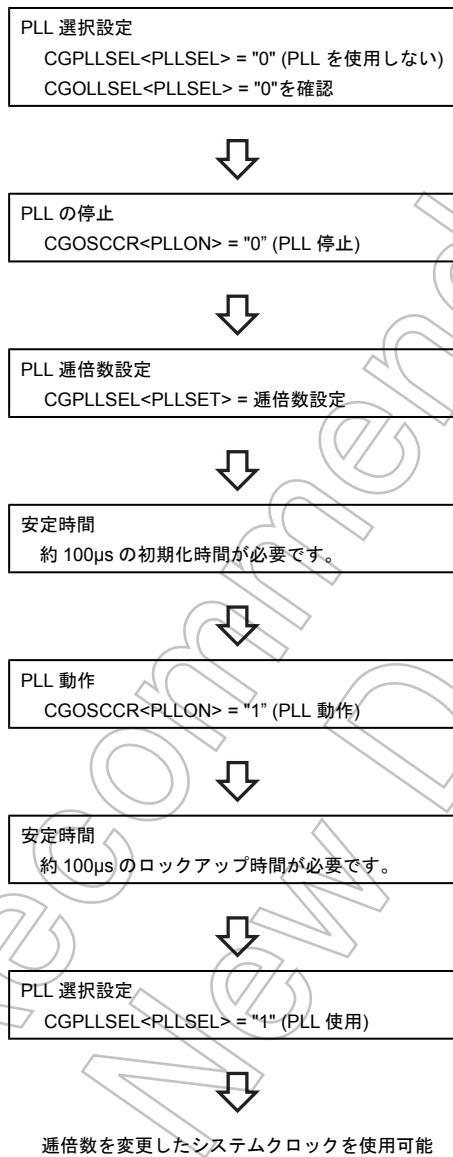 PLL 選択設定
CGPLLSEL<PLLSEL> = "0" (PLL を使用しない)
CGOLLSEL<PLLSEL> = "0"を確認
PLL の停止
CGOSCCR<PLLON> = "0" (PLL 停止)
PLL 逓倍数設定
CGPLLSEL<PLLSET> = 逓倍数設定
安定時間
約 100µs の初期化時間が必要です。
PLL 動作
CGOSCCR<PLLON> = "1" (PLL 動作)
安定時間
約 100µs のロックアップ時間が必要です。
PLL 選択設定
CGPLLSEL<PLLSEL> = "1" (PLL 使用)
逓倍数を変更したシステムクロックを使用可能